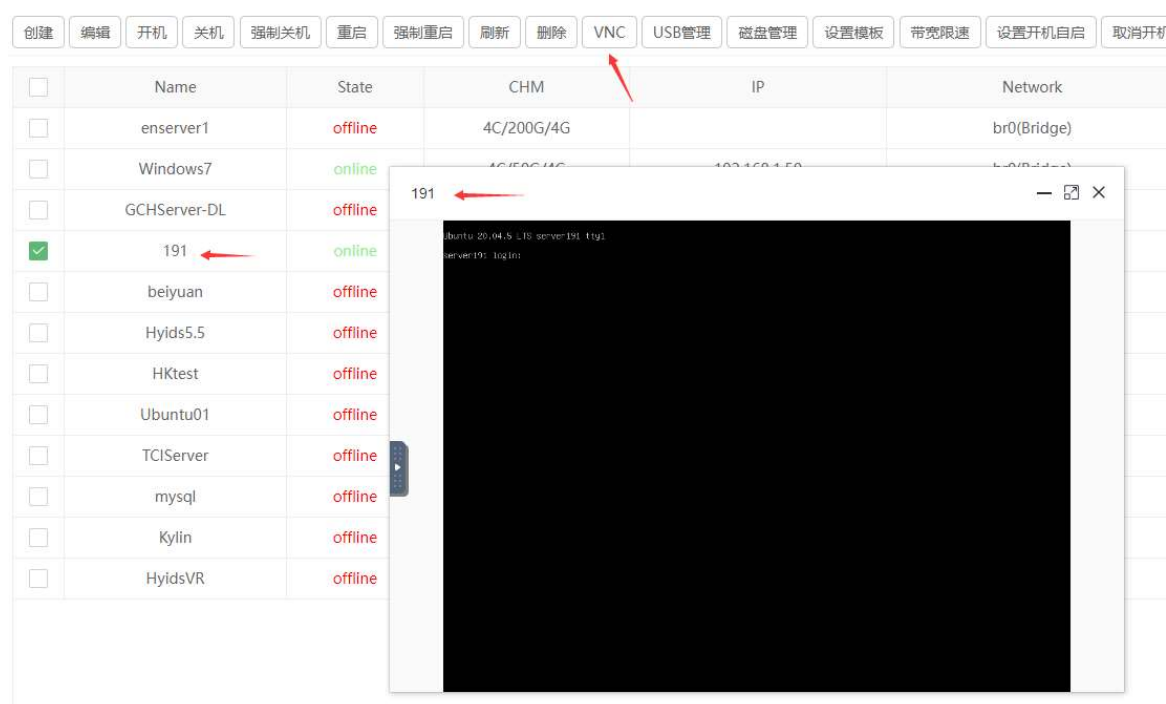 创建 编辑 开机 关机 强制关机 重启 强制重启 刷新 删除 VNC USB管理 磁盘管理 设置模板 带宽限速 设置开机自启
Name State CHM IP Network
enserver1 offline 4C/200G/4G br0(Bridge)
Windows7 online
191
GCHServer-DL offline
Ubuntu 20.04.5 LTS server191 tty1
191 online
server191 login:
beiyuan offline
Hyids5.5 offline
HKtest offline
Ubuntu01 offline
TCIServer offline
mysql offline
Kylin offline
HyidsVR offline